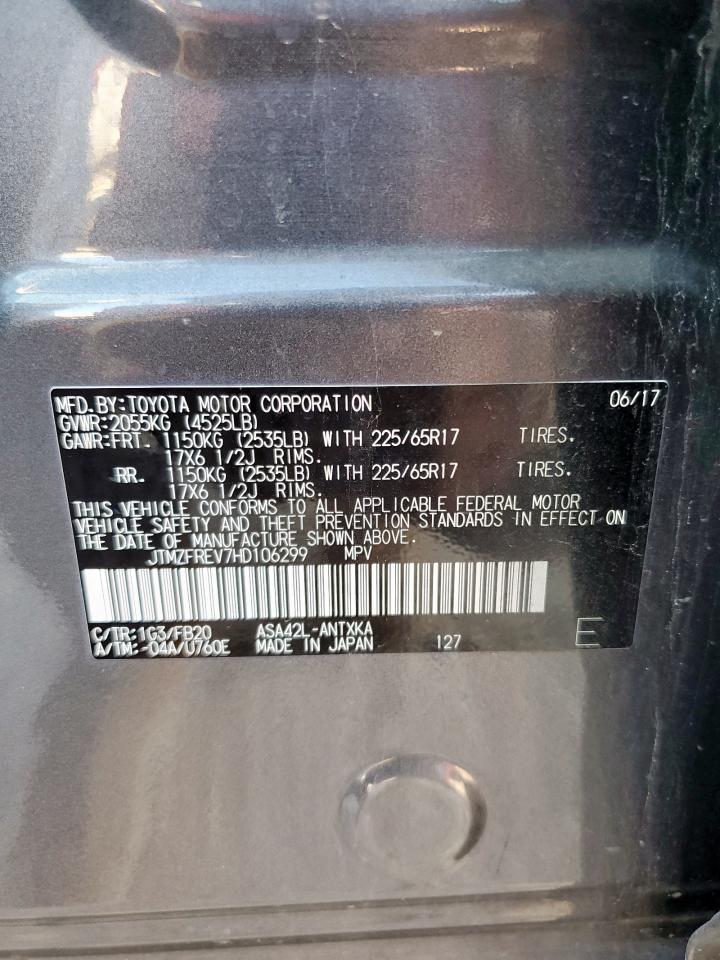 MFD.BY:TOYOTA MOTOR CORPORATION 06/17
GVWR:2055KG (4525LB)
GAWR:FRT. 1150KG (2535LB) WITH 225/65R17 TIRES.
17X6 1/2J RIMS.
RR. 1150KG (2535LB) WITH 225/65R17 TIRES.
17X6 1/2J RIMS.
THIS VEHICLE CONFORMS TO ALL APPLICABLE FEDERAL MOTOR
VEHICLE SAFETY AND THEFT PREVENTION STANDARDS IN EFFECT ON
THE DATE OF MANUFACTURE SHOWN ABOVE.
JTMZFREV7HD106299 MPV
C/TR:1G3/FB20 ASA42L-ANTXKA
A/TM:-04A/U760E MADE IN JAPAN 127 E